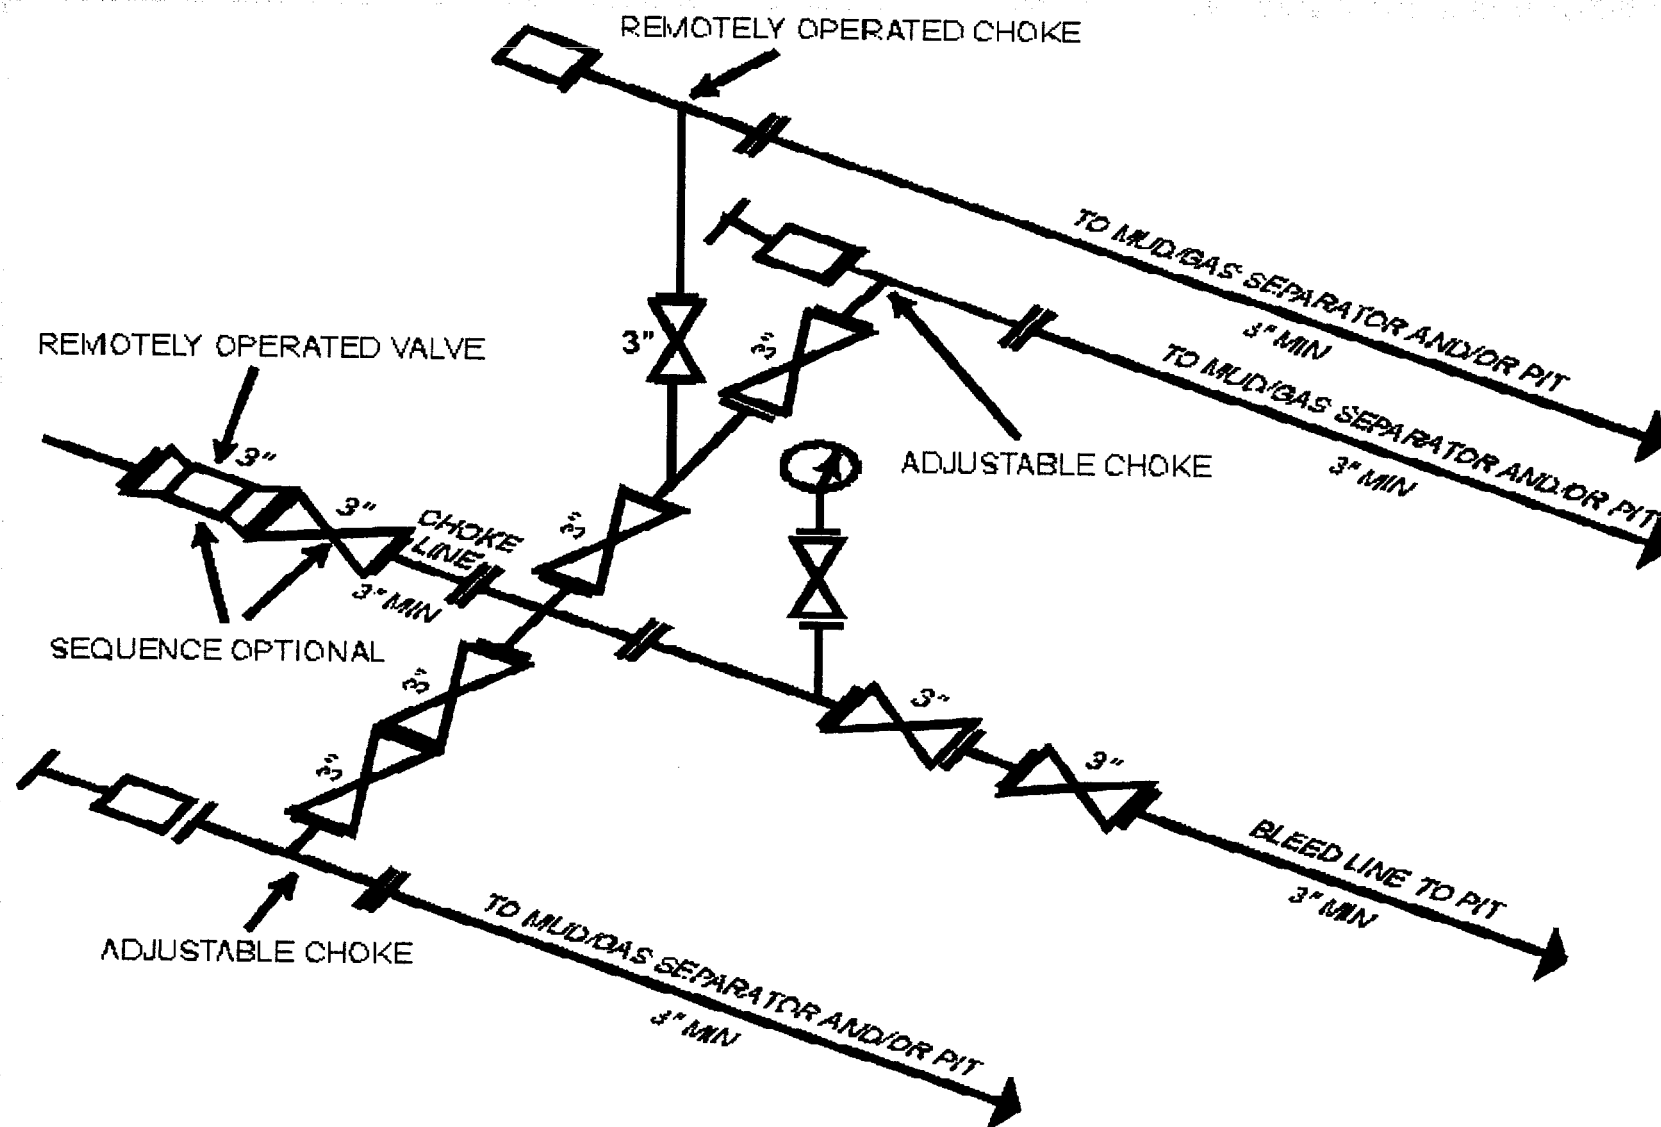 REMOTELY OPERATED CHOKE
TO MUD/GAS SEPARATOR AND/OR PIT
3" MIN
TO MUD/GAS SEPARATOR AND/OR PIT
3" MIN
REMOTELY OPERATED VALVE
3"
3"
ADJUSTABLE CHOKE
3"
3"
CHOKE
LINE
3" MIN
3"
SEQUENCE OPTIONAL
3"
3"
3"
3"
BLEED LINE TO PIT
3" MIN
ADJUSTABLE CHOKE
TO MUD/GAS SEPARATOR AND/OR PIT
3" MIN